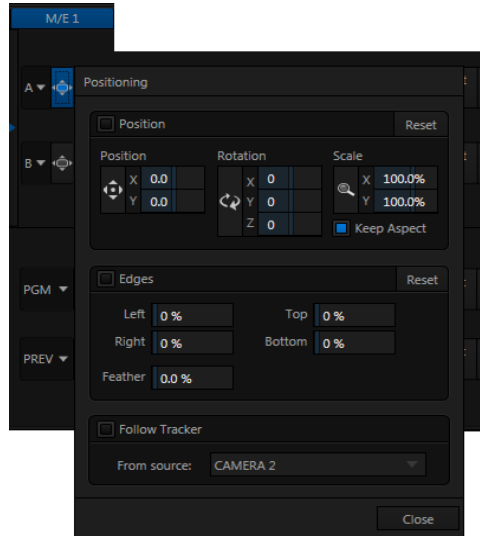 M/E 1
A
Positioning
Position
Reset
Position
Rotation
Scale
X 0.0
X 0
X 100.0%
Y 0.0
Y 0
Y 100.0%
Z 0
Keep Aspect
B
Edges
Reset
Left 0 %
Top 0 %
Right 0 %
Bottom 0 %
Feather 0.0 %
PGM
PREV
Follow Tracker
From source: CAMERA 2
Close